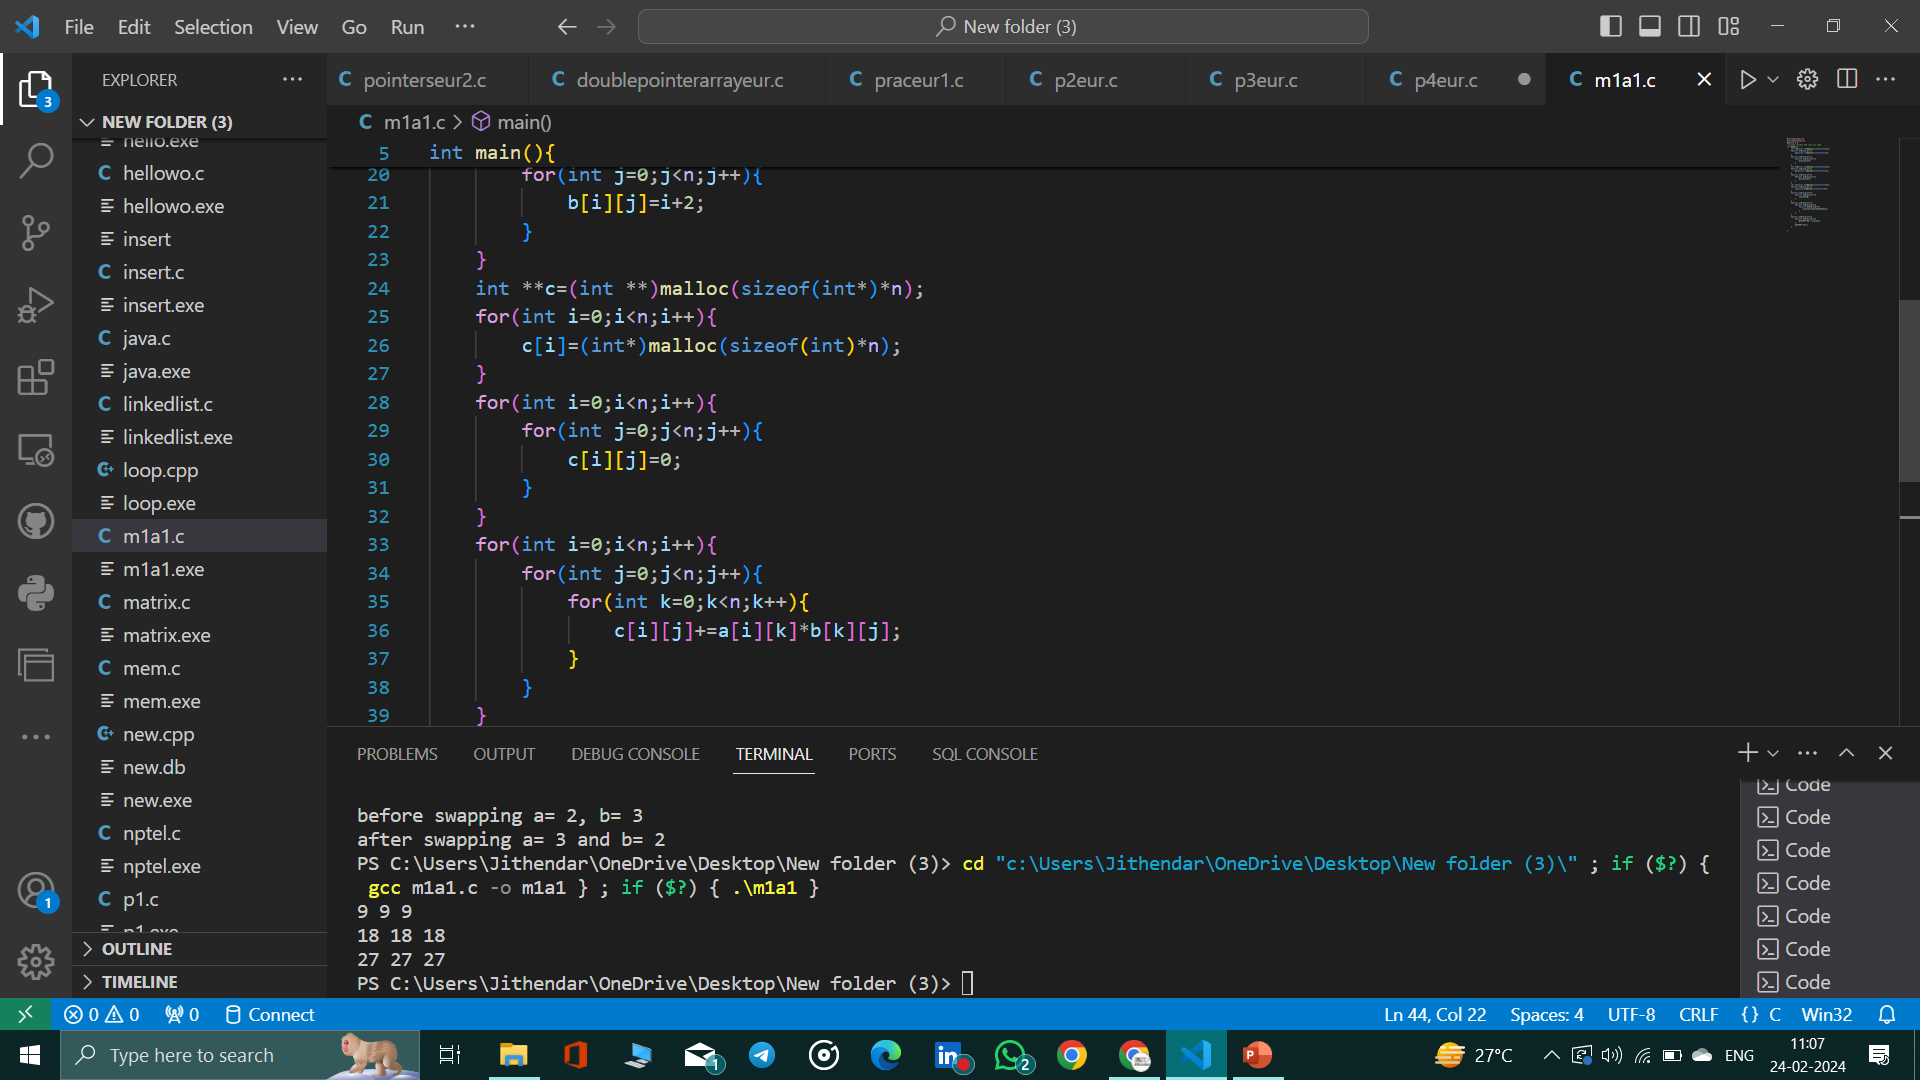 File Edit Selection View Go Run ··· New folder (3)
EXPLORER ···
pointerseur2.c doublepointerarrayeur.c praceur1.c p2eur.c p3eur.c p4eur.c m1a1.c
NEW FOLDER (3)
m1a1.c > main()
hello.exe
hellowo.c
hellowo.exe
insert
insert.c
insert.exe
java.c
java.exe
linkedlist.c
linkedlist.exe
loop.cpp
loop.exe
m1a1.c
m1a1.exe
matrix.c
matrix.exe
mem.c
mem.exe
new.cpp
new.db
new.exe
nptel.c
nptel.exe
p1.c
p1.exe
OUTLINE
TIMELINE
5 int main(){
20 for(int j=0;j<n;j++){
21 b[i][j]=i+2;
22 }
23 }
24 int **c=(int **)malloc(sizeof(int*)*n);
25 for(int i=0;i<n;i++){
26 c[i]=(int*)malloc(sizeof(int)*n);
27 }
28 for(int i=0;i<n;i++){
29 for(int j=0;j<n;j++){
30 c[i][j]=0;
31 }
32 }
33 for(int i=0;i<n;i++){
34 for(int j=0;j<n;j++){
35 for(int k=0;k<n;k++){
36 c[i][j]+=a[i][k]*b[k][j];
37 }
38 }
39 }
PROBLEMS OUTPUT DEBUG CONSOLE TERMINAL PORTS SQL CONSOLE
before swapping a= 2, b= 3
after swapping a= 3 and b= 2
PS C:\Users\Jithendar\OneDrive\Desktop\New folder (3)> cd "c:\Users\Jithendar\OneDrive\Desktop\New folder (3)\" ; if ($?) {
gcc m1a1.c -o m1a1 } ; if ($?) { .\m1a1 }
9 9 9
18 18 18
27 27 27
PS C:\Users\Jithendar\OneDrive\Desktop\New folder (3)>
Code
Code
Code
Code
Code
Code
Code
3
1
0 0 0 Connect Ln 44, Col 22 Spaces: 4 UTF-8 CRLF {} C Win32
Type here to search 1 2 27°C ENG 11:07
24-02-2024